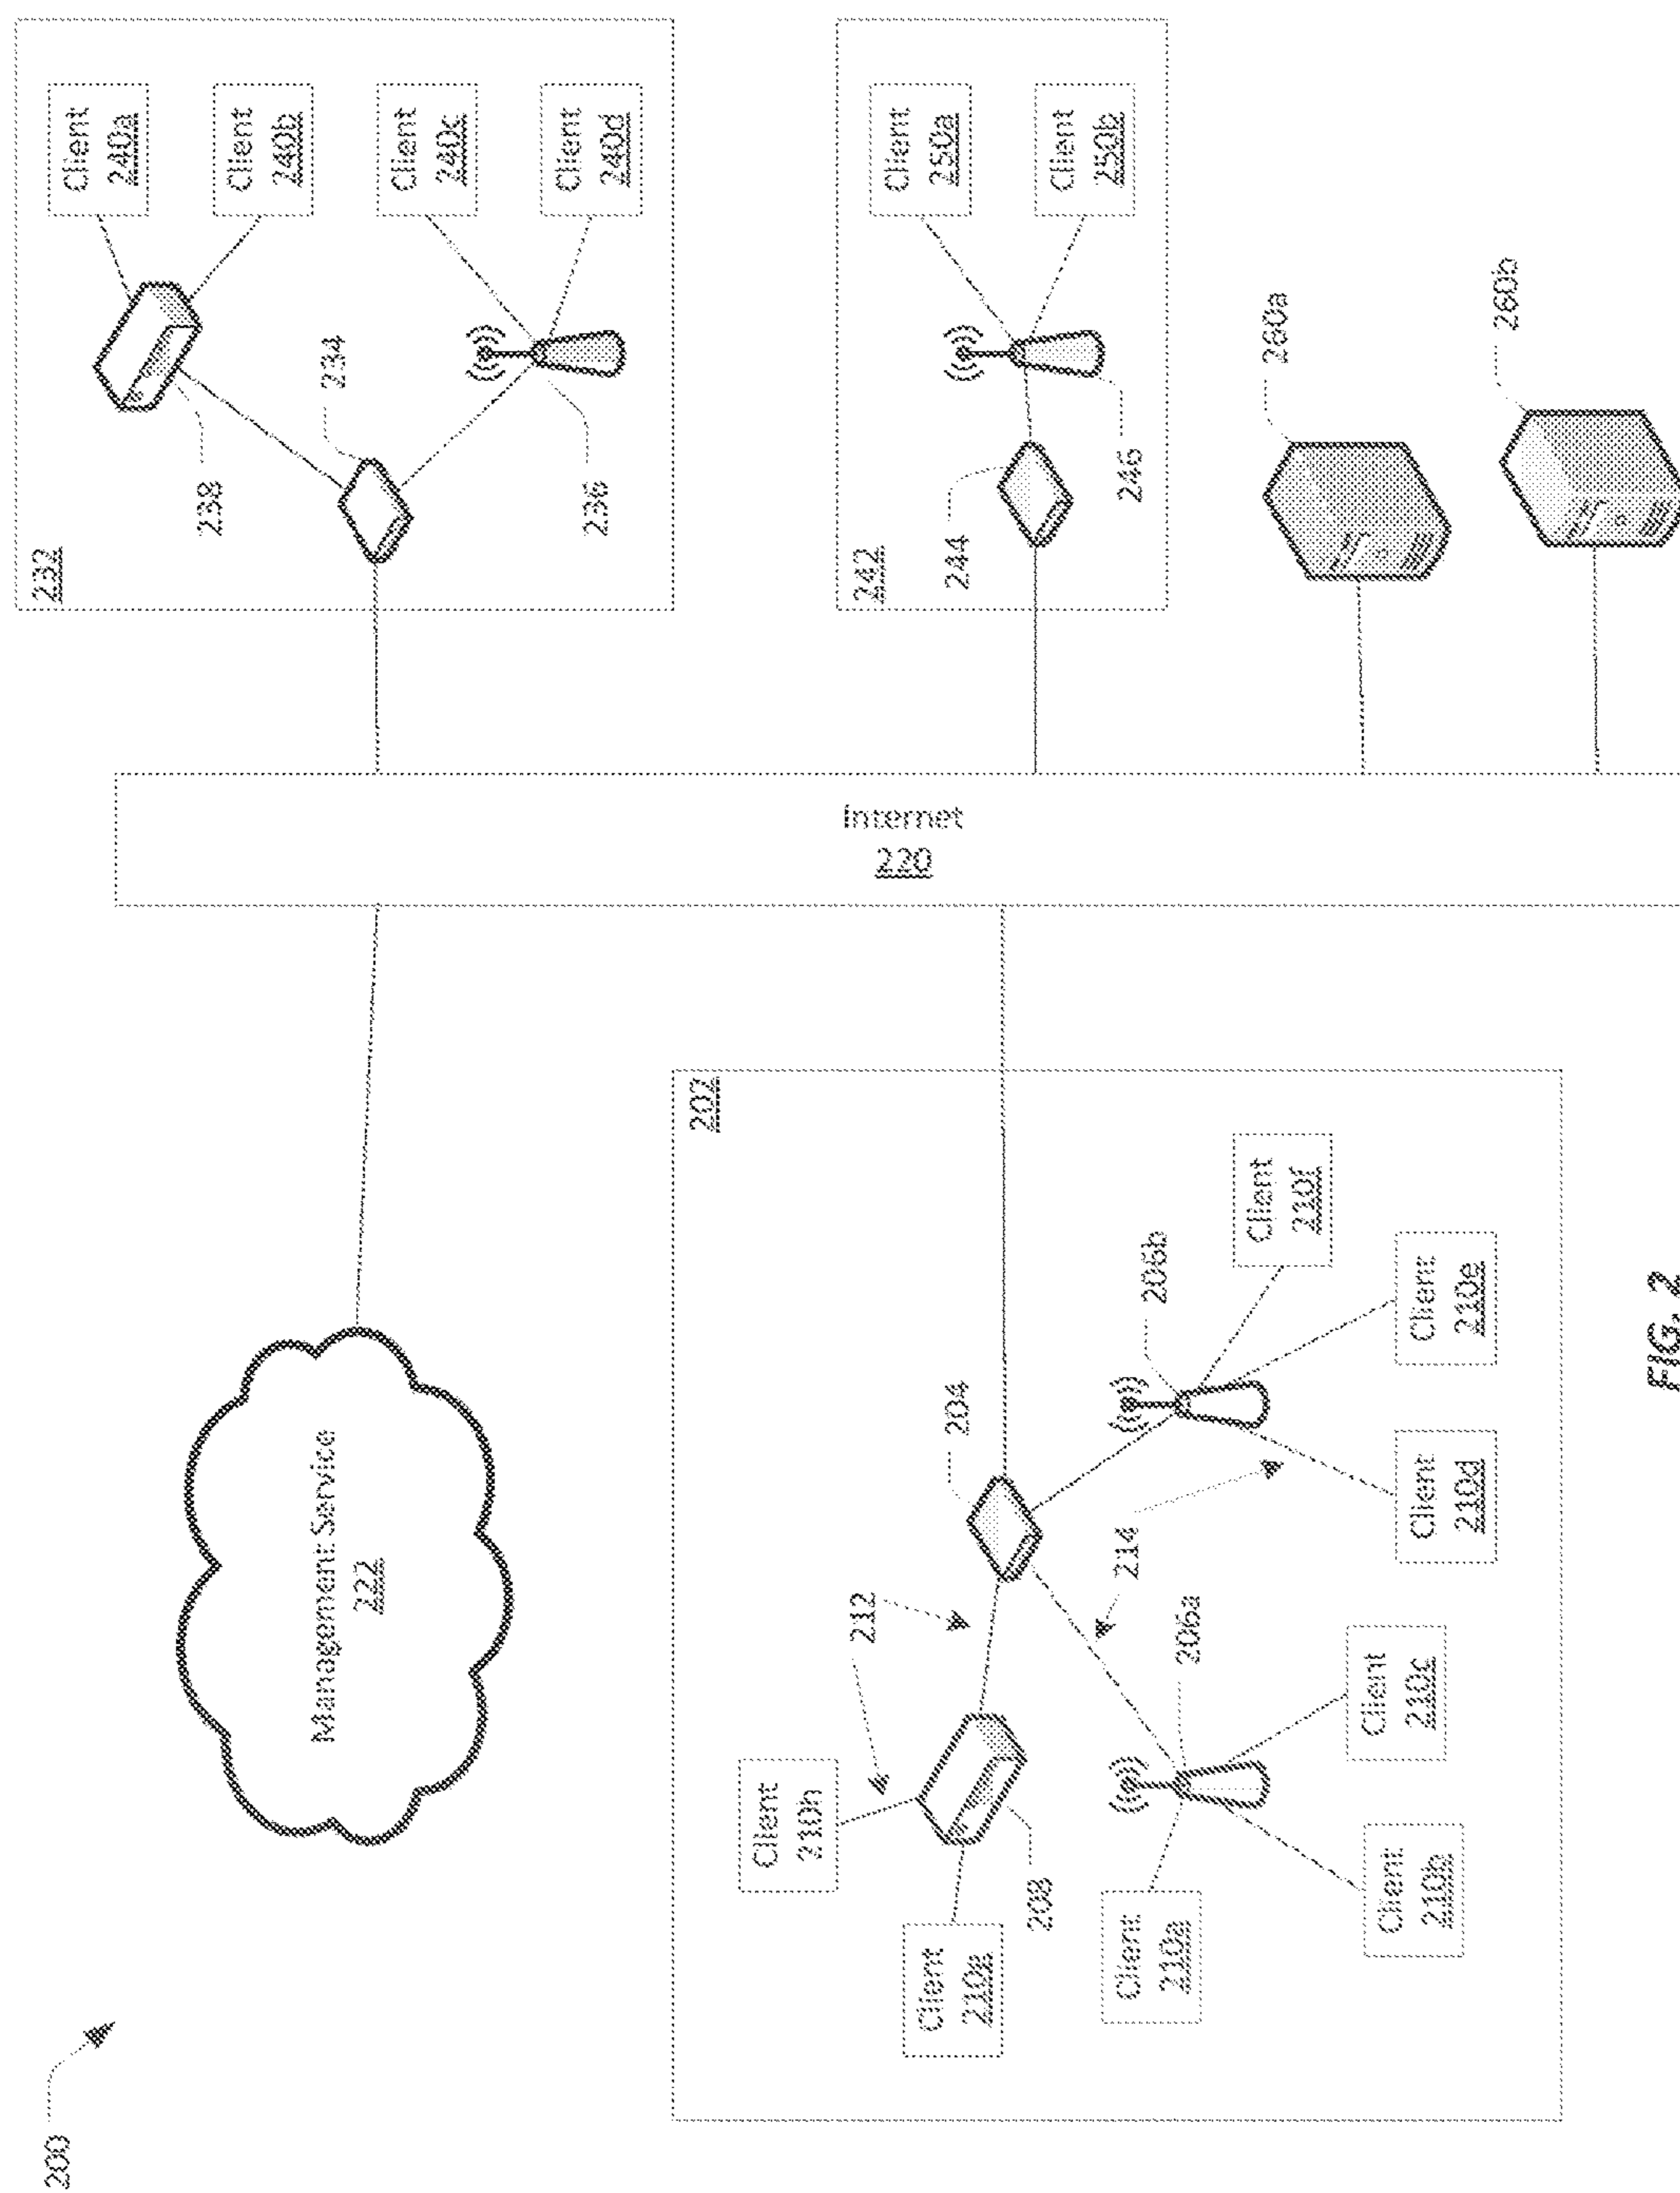 200
Management Service
222
202
Client
210h
Client
210g
208
212
204
Client
210a
206a
214
206b
Client
210f
Client
210c
Client
210b
Client
210d
Client
210e
Internet
220
232
238
234
236
Client
240a
Client
240b
Client
240c
Client
240d
242
244
246
Client
250a
Client
250b
260a
260b
FIG. 2